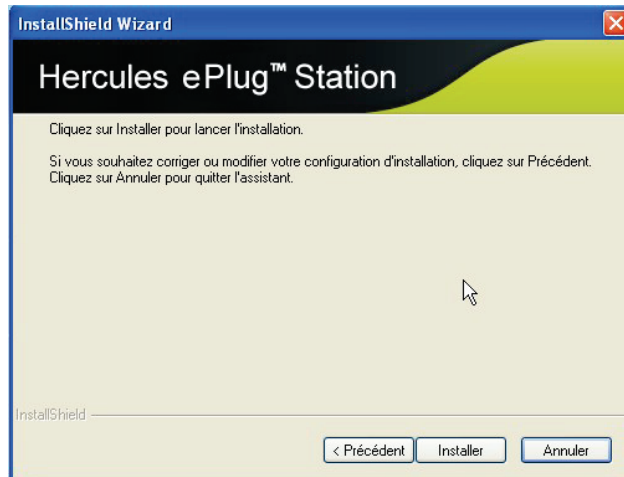 InstallShield Wizard
Hercules ePlug™ Station
Cliquez sur Installer pour lancer l'installation.
Si vous souhaitez corriger ou modifier votre configuration d'installation, cliquez sur Précédent.
Cliquez sur Annuler pour quitter l'assistant.
InstallShield
< Précédent Installer Annuler